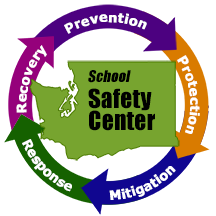 Prevention
Protection
Mitigation
Response
Recovery
School
Safety
Center